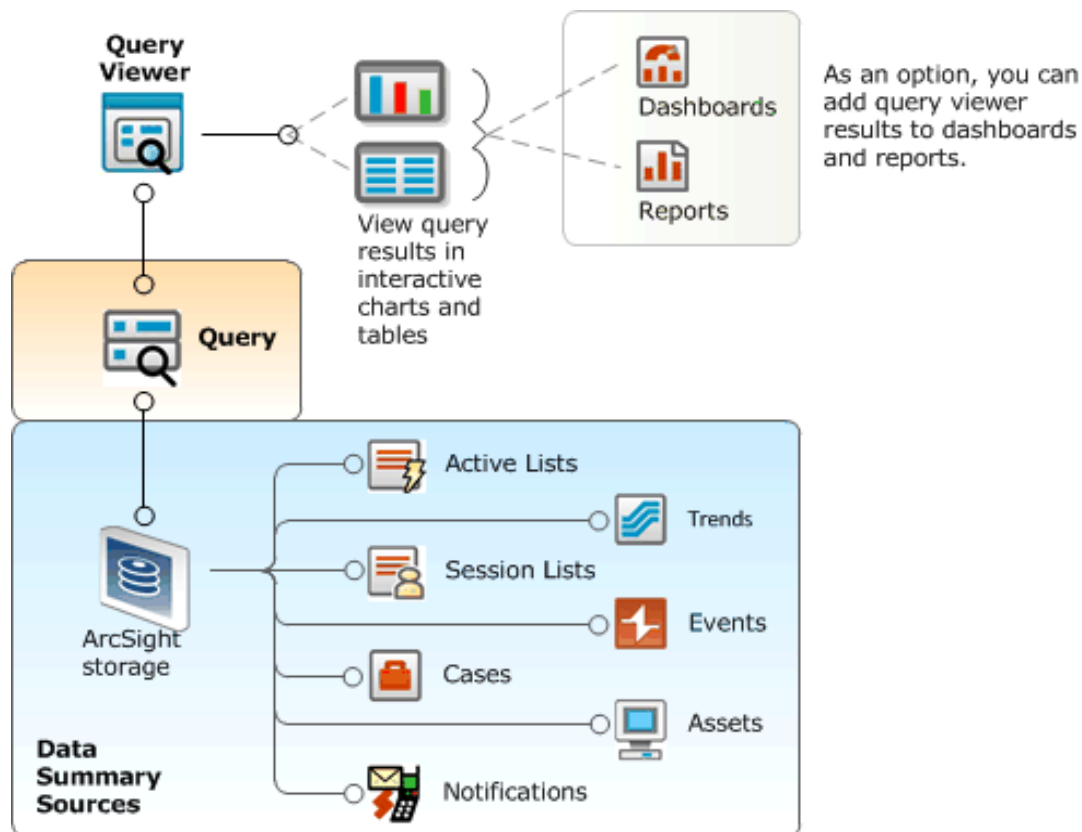 Query
Viewer
View query
results in
interactive
charts and
tables
Dashboards
Reports
As an option, you can
add query viewer
results to dashboards
and reports.
Query
ArcSight
storage
Active Lists
Trends
Session Lists
Events
Cases
Assets
Notifications
Data
Summary
Sources